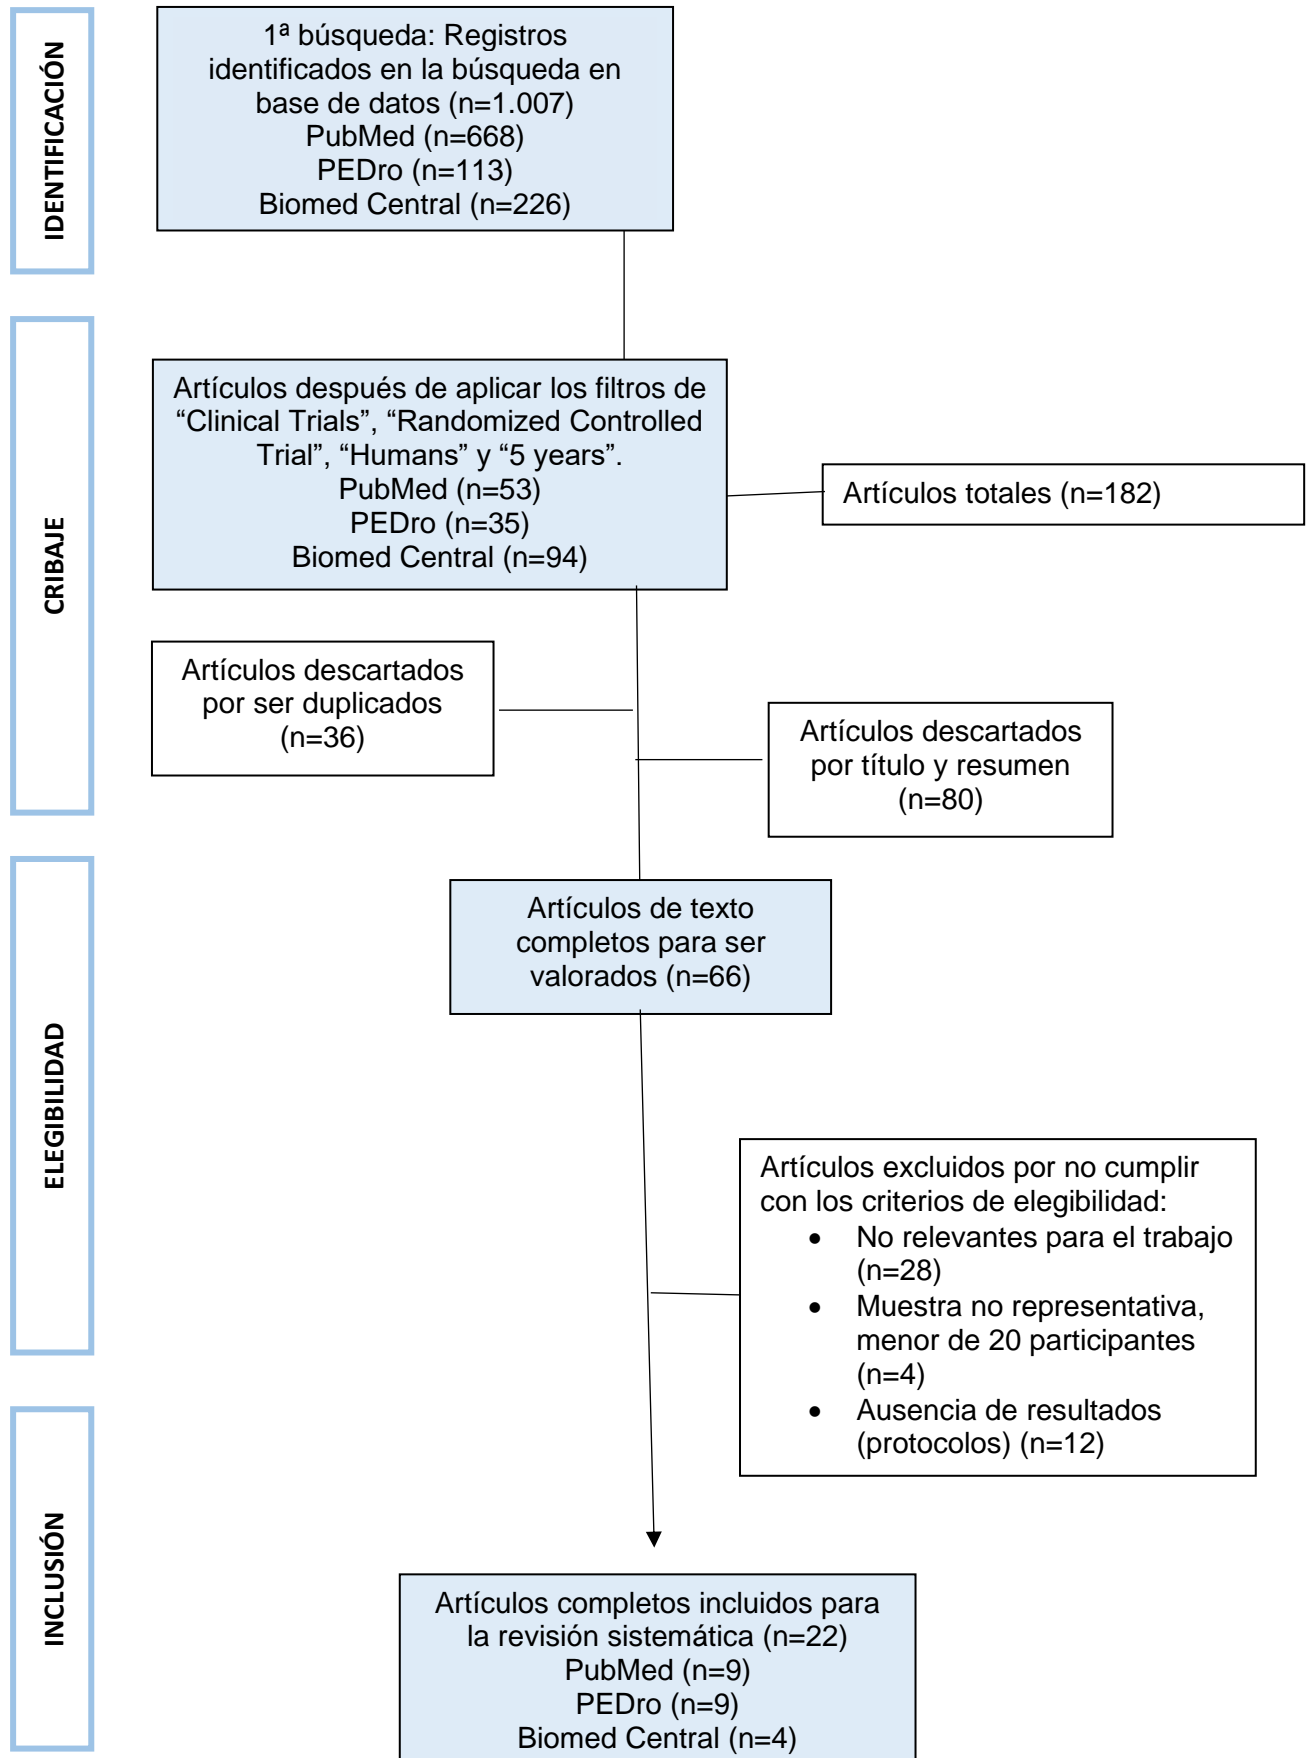 IDENTIFICACIÓN
1ª búsqueda: Registros
identificados en la búsqueda en
base de datos (n=1.007)
PubMed (n=668)
PEDro (n=113)
Biomed Central (n=226)
CRIBAJE
Artículos después de aplicar los filtros de
“Clinical Trials”, “Randomized Controlled
Trial”, “Humans” y “5 years”.
PubMed (n=53)
PEDro (n=35)
Biomed Central (n=94)
Artículos totales (n=182)
Artículos descartados
por ser duplicados
(n=36)
Artículos descartados
por título y resumen
(n=80)
ELEGIBILIDAD
Artículos de texto
completos para ser
valorados (n=66)
Artículos excluidos por no cumplir
con los criterios de elegibilidad:
• No relevantes para el trabajo
(n=28)
• Muestra no representativa,
menor de 20 participantes
(n=4)
• Ausencia de resultados
(protocolos) (n=12)
INCLUSIÓN
Artículos completos incluidos para
la revisión sistemática (n=22)
PubMed (n=9)
PEDro (n=9)
Biomed Central (n=4)